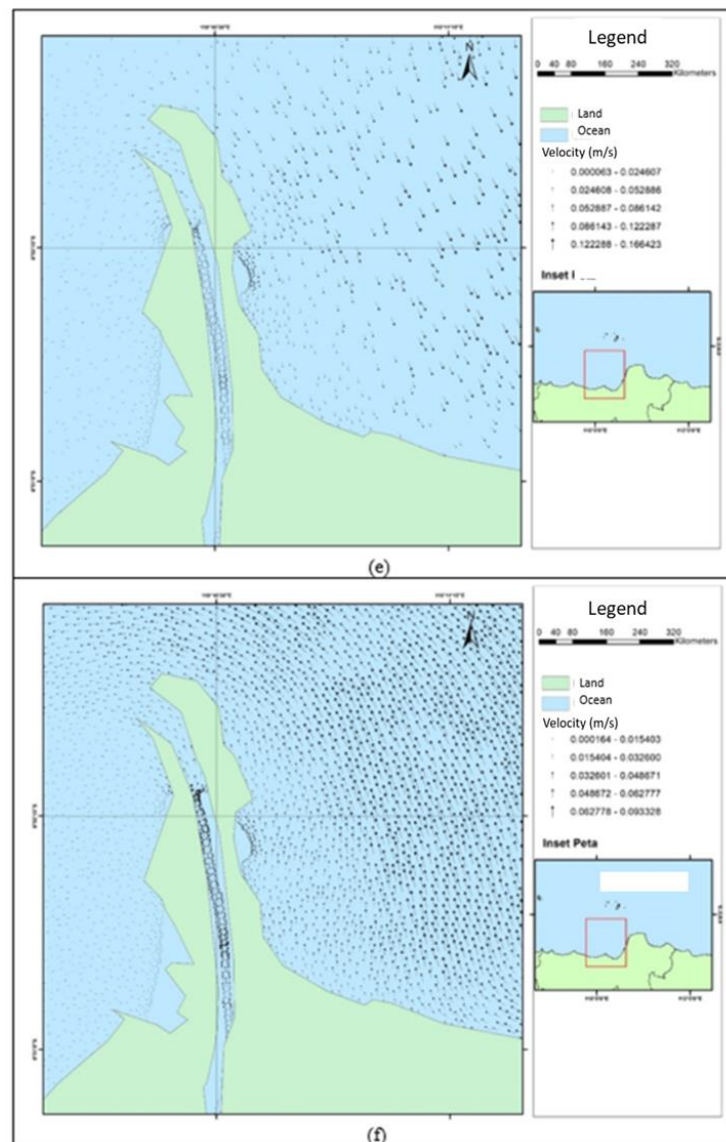 N
Legend
0 40 80 160 240 320
Kilometers
Land
Ocean
Velocity (m/s)
0.000063 - 0.024607
0.024608 - 0.052886
0.052887 - 0.086142
0.086143 - 0.122287
0.122288 - 0.166423
Inset
(e)
N
Legend
0 40 80 160 240 320
Kilometers
Land
Ocean
Velocity (m/s)
0.000164 - 0.015403
0.015404 - 0.032600
0.032601 - 0.048671
0.048672 - 0.062777
0.062778 - 0.093328
Inset Peta
(f)